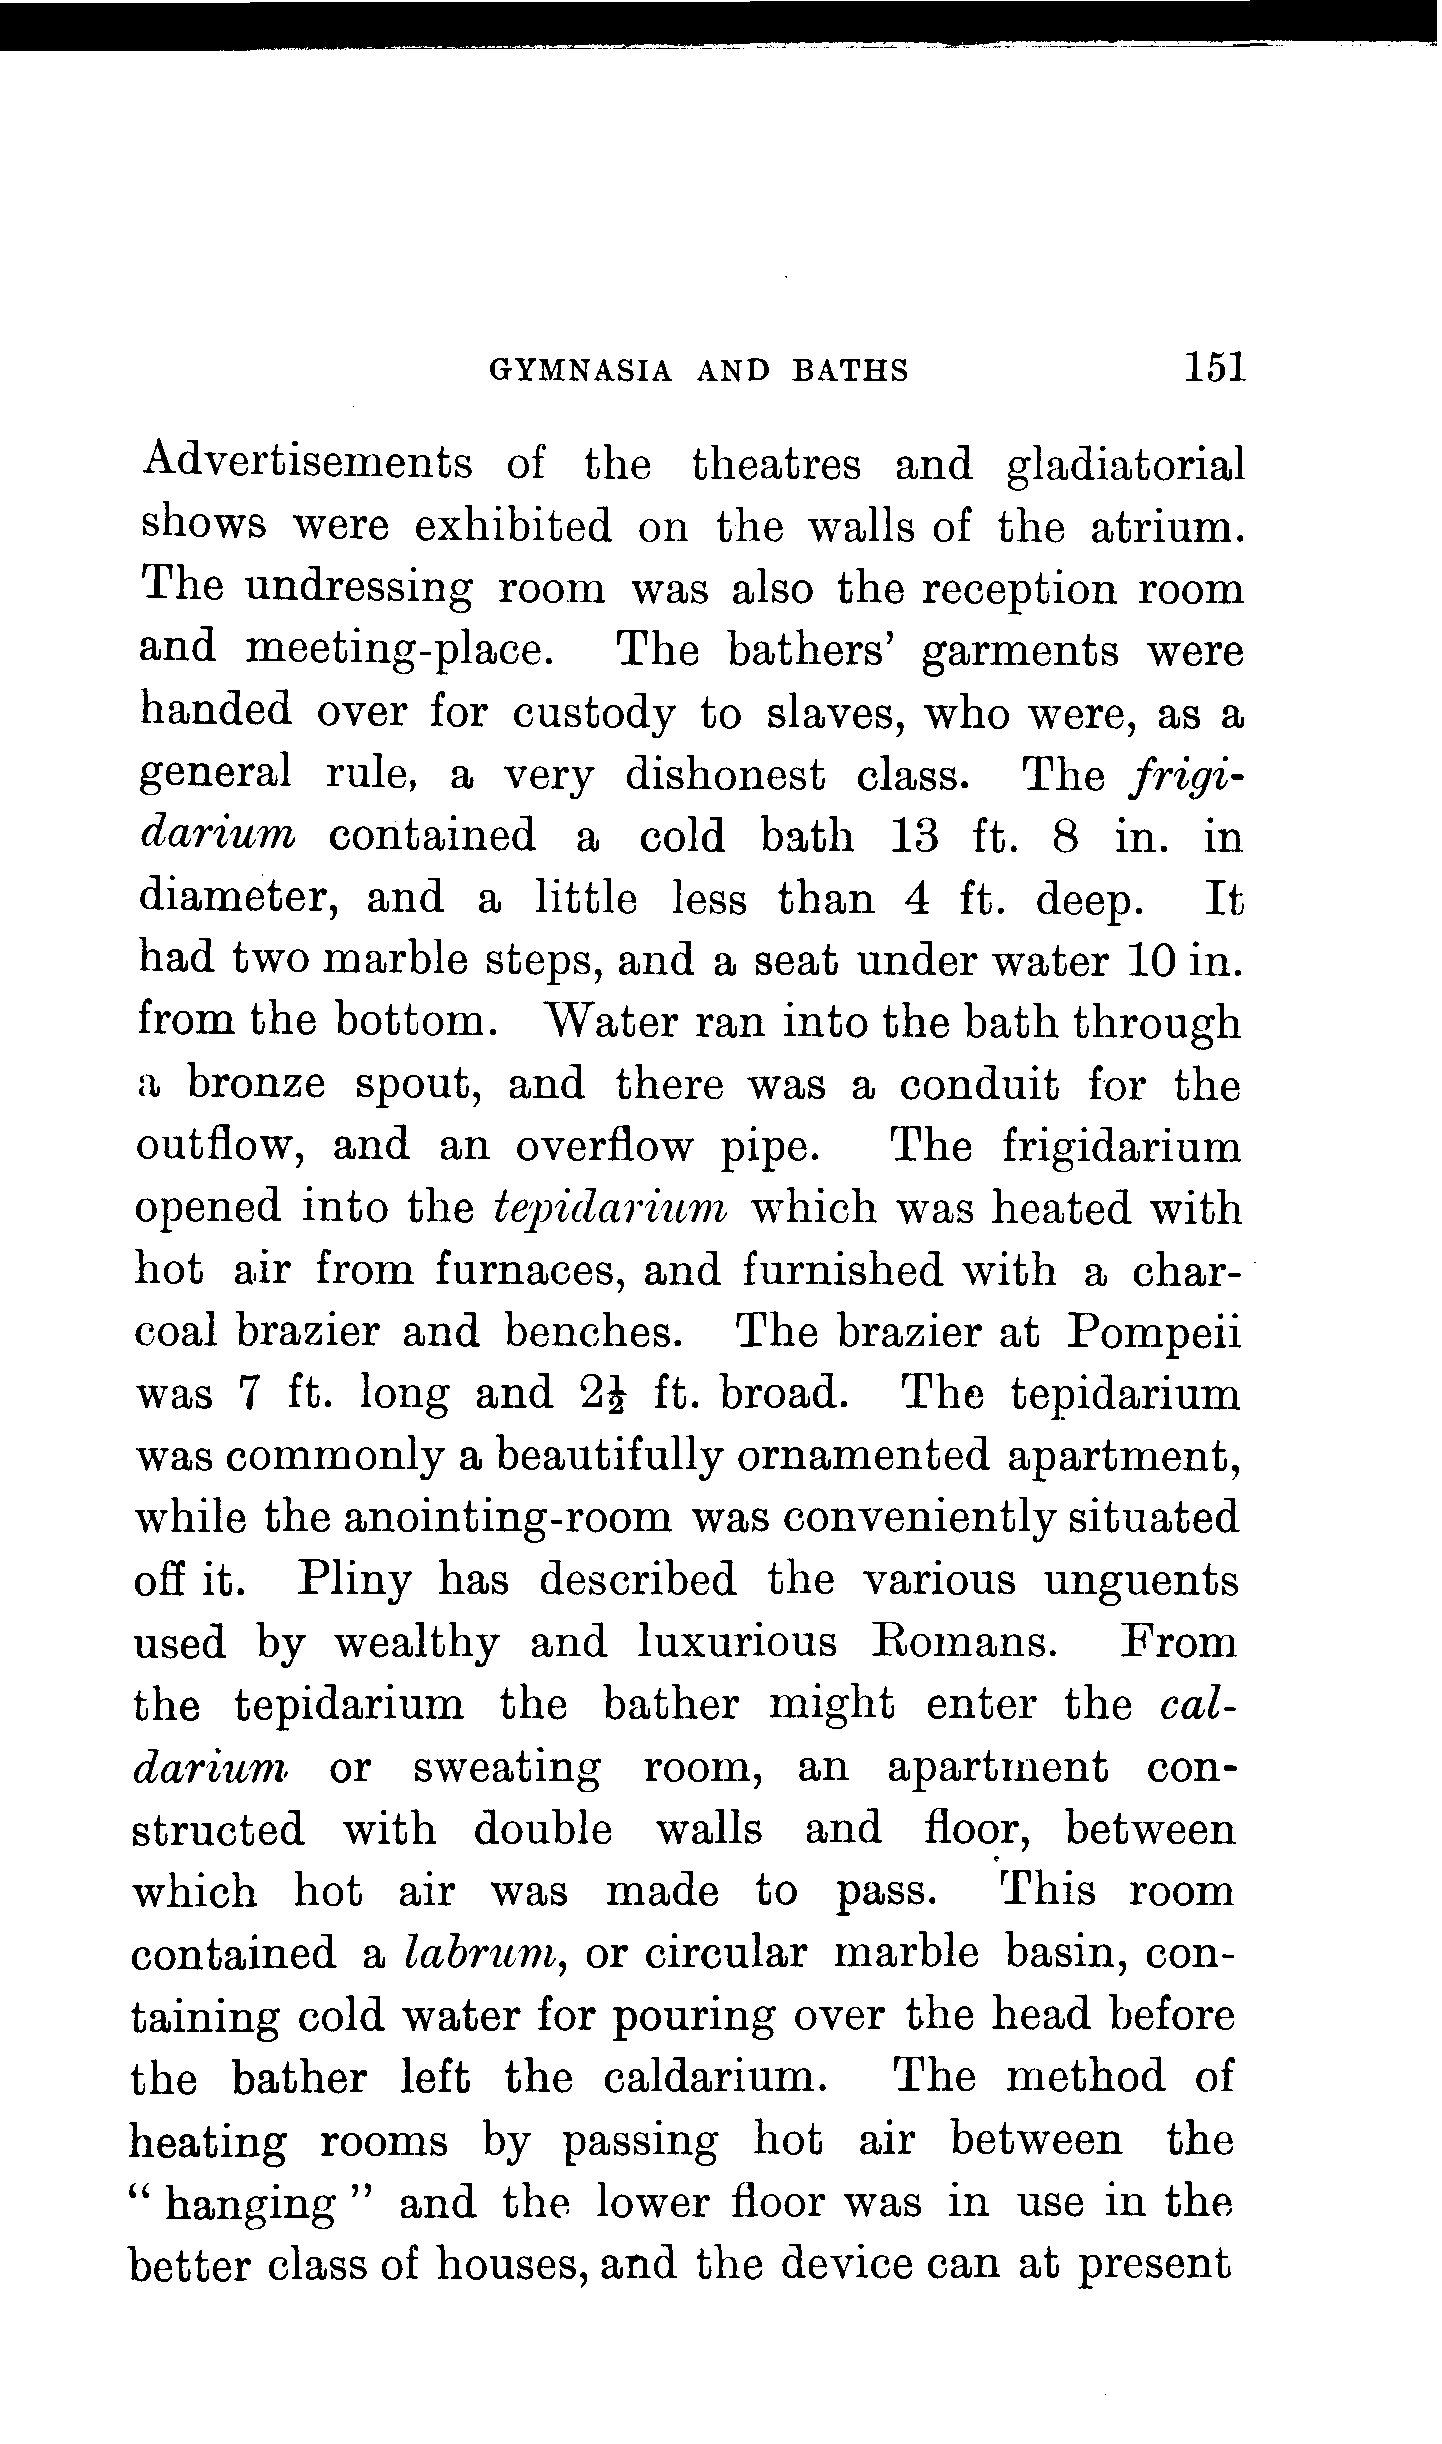 GYMNASIA AND BATHS 151
Advertisements of the theatres and gladiatorial
shows were exhibited on the walls of the atrium.
The undressing room was also the reception room
and meeting-place. The bathers' garments were
handed over for custody to slaves, who were, as a
general rule, a very dishonest class. The frigi-
darium contained a cold bath 13 ft. 8 in. in
diameter, and a little less than 4 ft. deep. It
had two marble steps, and a seat under water 10 in.
from the bottom. Water ran into the bath through
a bronze spout, and there was a conduit for the
outflow, and an overflow pipe. The frigidarium
opened into the tepidarium which was heated with
hot air from furnaces, and furnished with a char-
coal brazier and benches. The brazier at Pompeii
was 7 ft. long and 2½ ft. broad. The tepidarium
was commonly a beautifully ornamented apartment,
while the anointing-room was conveniently situated
off it. Pliny has described the various unguents
used by wealthy and luxurious Romans. From
the tepidarium the bather might enter the cal-
darium or sweating room, an apartment con-
structed with double walls and floor, between
which hot air was made to pass. This room
contained a labrum, or circular marble basin, con-
taining cold water for pouring over the head before
the bather left the caldarium. The method of
heating rooms by passing hot air between the
" hanging " and the lower floor was in use in the
better class of houses, and the device can at present